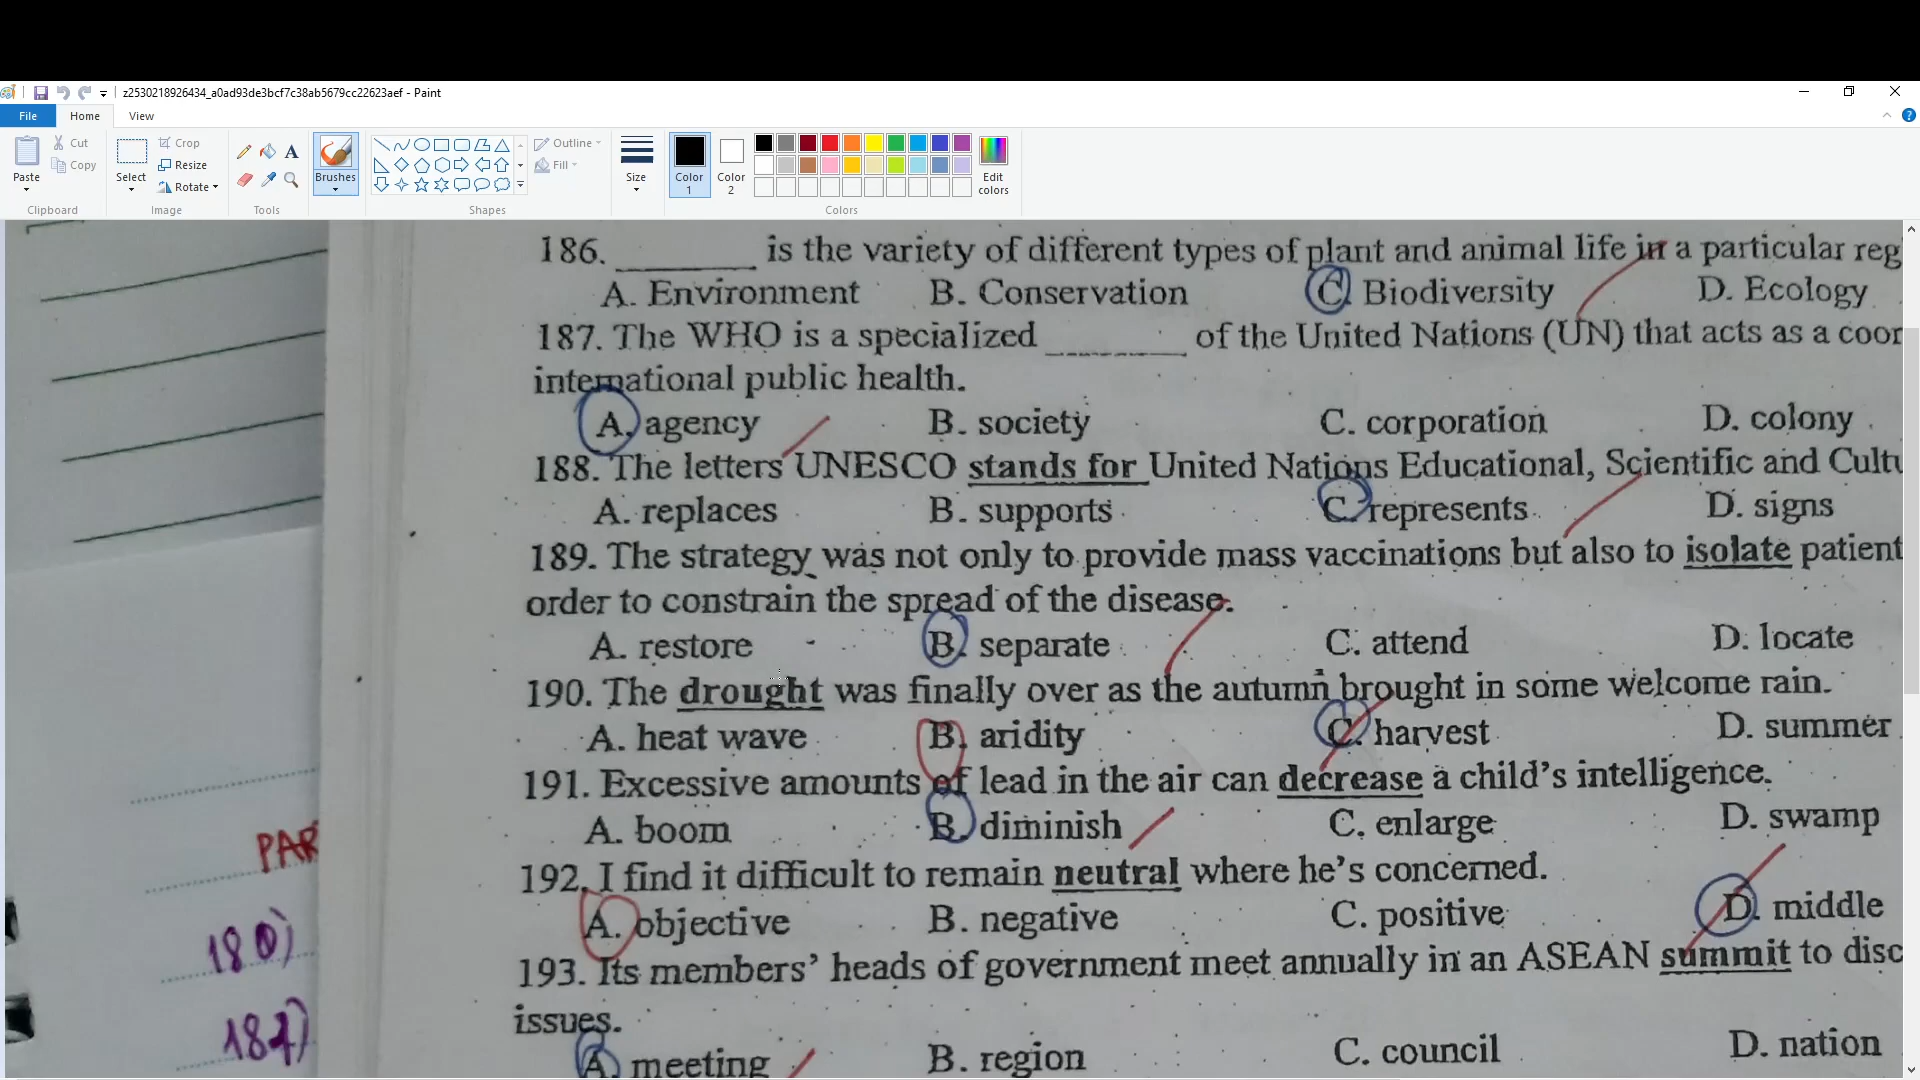 z2530218926434_a0ad93de3bcf7c38ab5679cc22623aef - Paint
File Home View
Paste Cut Copy Clipboard
Select Crop Resize Rotate Image
A Tools
Brushes
Outline Fill Shapes
Size
Color 1 Color 2 Edit colors Colors
186. ________ is the variety of different types of plant and animal life in a particular reg
A. Environment B. Conservation C. Biodiversity D. Ecology
187. The WHO is a specialized ________ of the United Nations (UN) that acts as a coor
international public health.
A. agency B. society C. corporation D. colony
188. The letters UNESCO stands for United Nations Educational, Scientific and Cultu
A. replaces B. supports C. represents D. signs
189. The strategy was not only to provide mass vaccinations but also to isolate patient
order to constrain the spread of the disease.
A. restore B. separate C. attend D. locate
190. The drought was finally over as the autumn brought in some welcome rain.
A. heat wave B. aridity C. harvest D. summer
191. Excessive amounts of lead in the air can decrease a child's intelligence.
A. boom B. diminish C. enlarge D. swamp
PAR
192. I find it difficult to remain neutral where he's concerned.
A. objective B. negative C. positive D. middle
180)
193. Its members' heads of government meet annually in an ASEAN summit to disc
issues.
187)
A. meeting B. region C. council D. nation